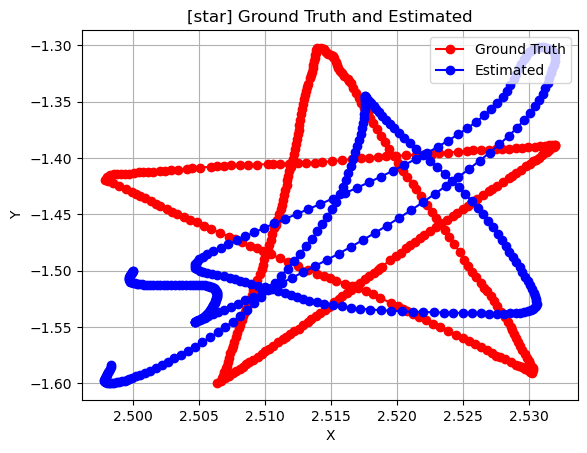 [star] Ground Truth and Estimated
Ground Truth
Estimated
−1.30
−1.35
−1.40
−1.45
−1.50
−1.55
−1.60
Y
2.500 2.505 2.510 2.515 2.520 2.525 2.530
X